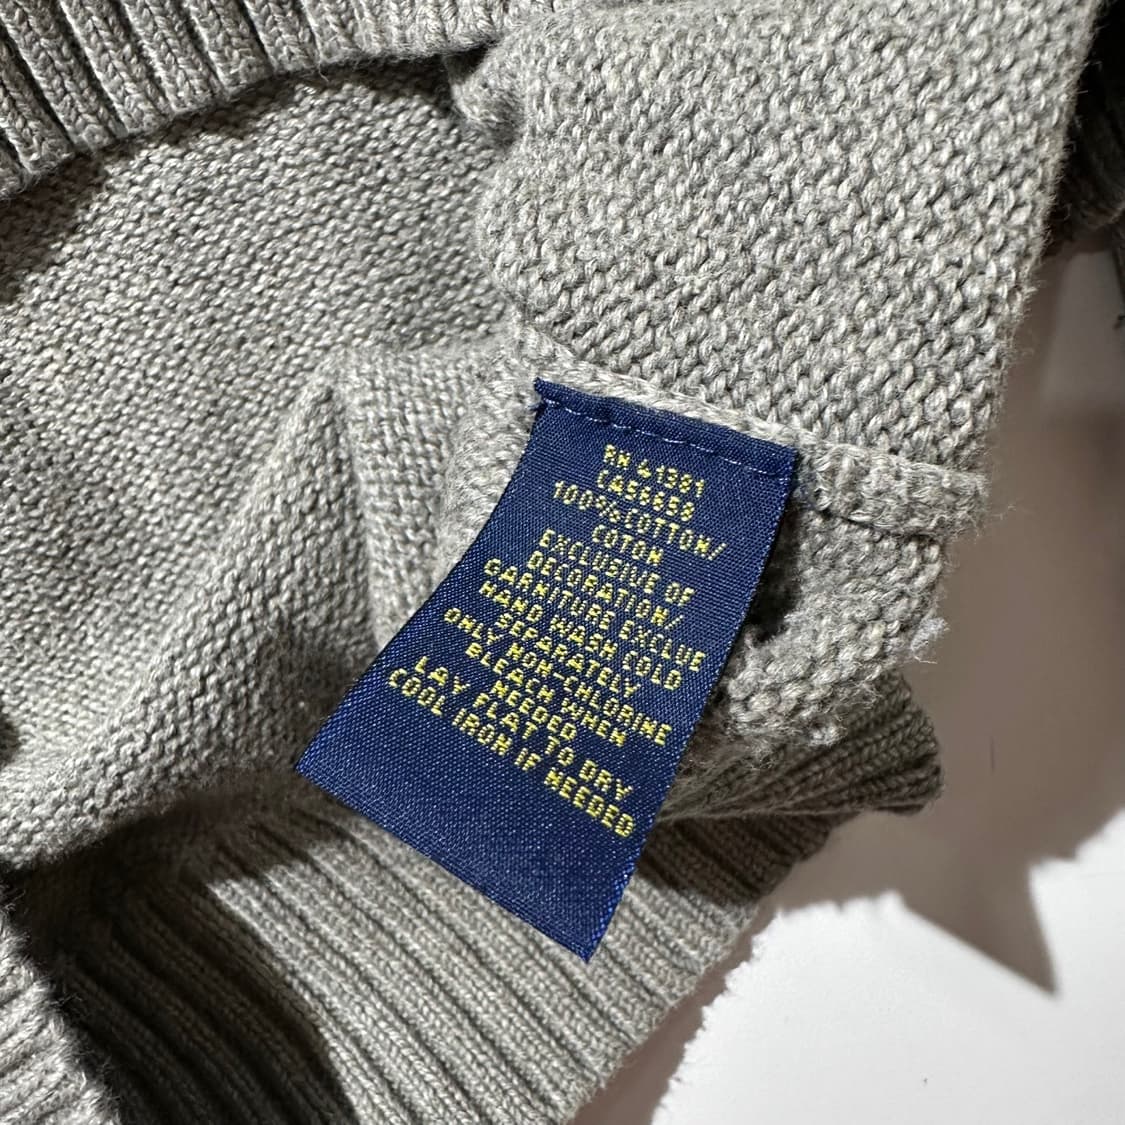 RN 41381
CA56656
100% COTTON/
COTON
EXCLUSIVE OF
DECORATION/
GARNITURE EXCLUE
HAND WASH COLD
SEPARATELY
ONLY NON-CHLORINE
BLEACH WHEN
NEEDED
LAY FLAT TO DRY
COOL IRON IF NEEDED